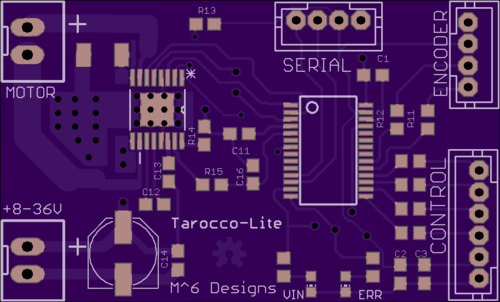 R13
+
MOTOR
SERIAL
C1
ENCODER
R14
C11
R12
R11
C13
R15
C16
C12
+8-36V
+
Tarocco-Lite
CONTROL
C14
M^6 Designs
C2
C3
VIN
ERR